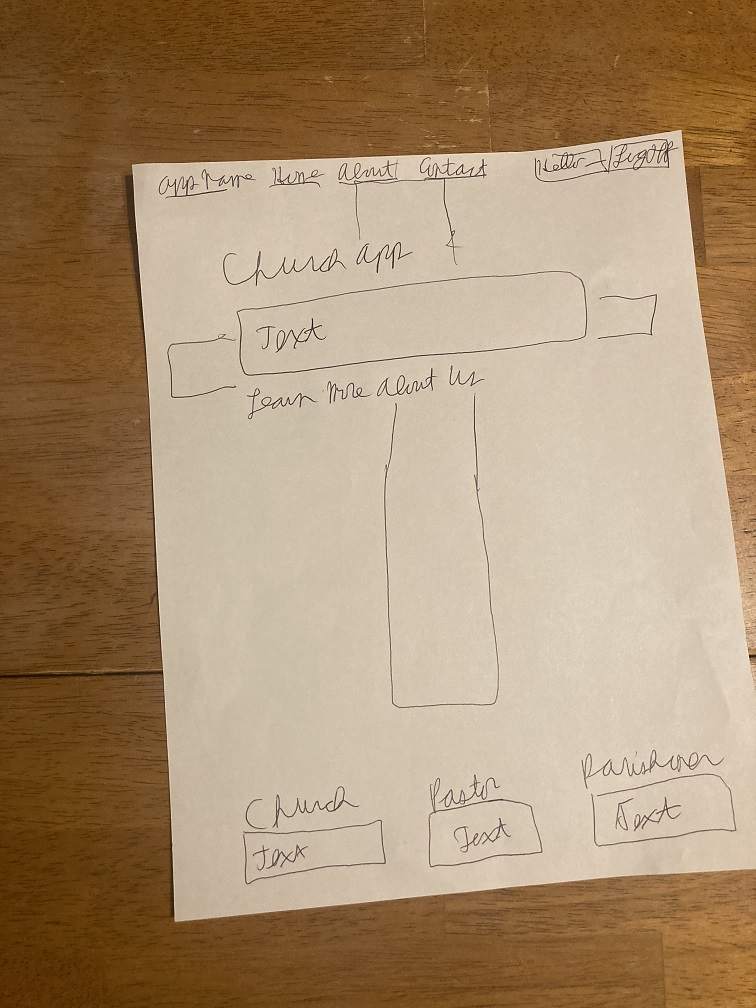 App Name Home About Contact Hello /Logoff
Church app
Text
Learn More About Us
Church Pastor Parishioner
Text Text Text